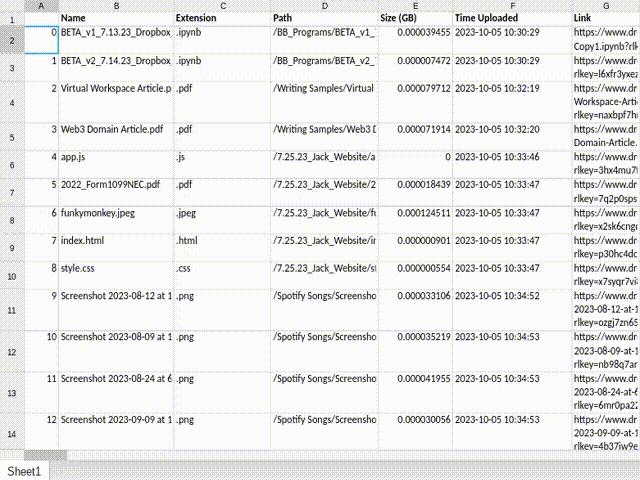 A B C D E F G
1 Name Extension Path Size (GB) Time Uploaded Link
2 0 BETA_v1_7.13.23_Dropbox .ipynb /BB_Programs/BETA_v1_ 0.000039455 2023-10-05 10:30:29 https://www.dr
Copy1.ipynb?rlk
3 1 BETA_v2_7.14.23_Dropbox .ipynb /BB_Programs/BETA_v2_ 0.000007472 2023-10-05 10:30:29 https://www.dr
rlkey=l6xfr3yxez
4 2 Virtual Workspace Article.p .pdf /Writing Samples/Virtual 0.000079712 2023-10-05 10:32:19 https://www.dr
Workspace-Artic
rlkey=naxbpf7h
5 3 Web3 Domain Article.pdf .pdf /Writing Samples/Web3 D 0.000071914 2023-10-05 10:32:20 https://www.dr
Domain-Article.
6 4 app.js .js /7.25.23_Jack_Website/a 0 2023-10-05 10:33:46 https://www.dr
rlkey=3hx4mu7
7 5 2022_Form1099NEC.pdf .pdf /7.25.23_Jack_Website/2 0.000018439 2023-10-05 10:33:47 https://www.dr
rlkey=7q2p0sps
8 6 funkymonkey.jpeg .jpeg /7.25.23_Jack_Website/fu 0.000124511 2023-10-05 10:33:47 https://www.dr
rlkey=x2sk6cng
9 7 index.html .html /7.25.23_Jack_Website/in 0.000000901 2023-10-05 10:33:47 https://www.dr
rlkey=p30hc4dc
10 8 style.css .css /7.25.23_Jack_Website/st 0.000000554 2023-10-05 10:33:47 https://www.dr
rlkey=x7syqr7vi
11 9 Screenshot 2023-08-12 at 1 .png /Spotify Songs/Screensho 0.000033106 2023-10-05 10:34:52 https://www.dr
2023-08-12-at-1
rlkey=ozgj7zn65
12 10 Screenshot 2023-08-09 at 1 .png /Spotify Songs/Screensho 0.000035219 2023-10-05 10:34:53 https://www.dr
2023-08-09-at-1
rlkey=nb98q7ar
13 11 Screenshot 2023-08-24 at 6 .png /Spotify Songs/Screensho 0.000041955 2023-10-05 10:34:53 https://www.dr
2023-08-24-at-6
rlkey=6mr0pa2
14 12 Screenshot 2023-09-09 at 1 .png /Spotify Songs/Screensho 0.000030056 2023-10-05 10:34:53 https://www.dr
2023-09-09-at-1
rlkey=4b37iw9e
Sheet1